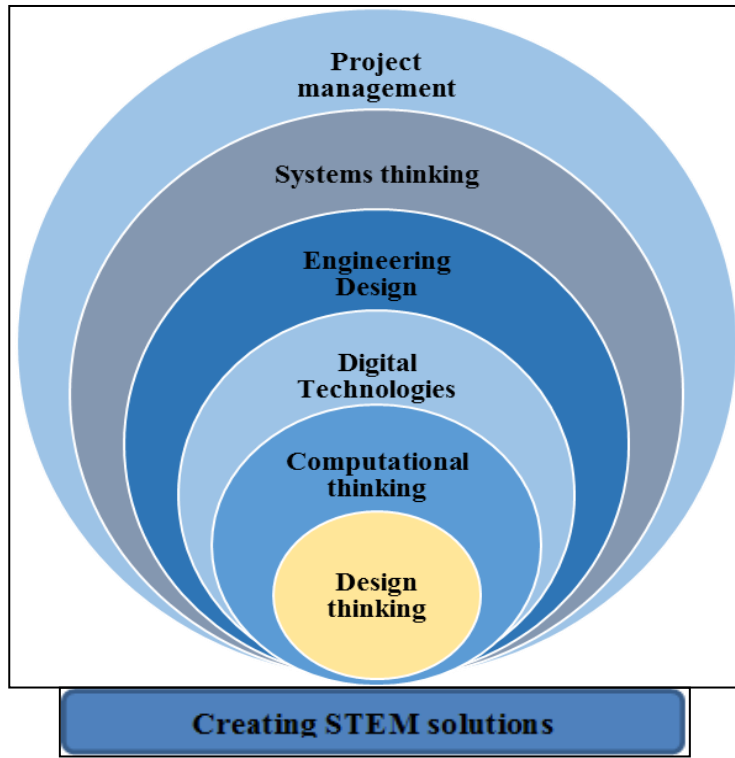 Project
management
Systems thinking
Engineering
Design
Digital
Technologies
Computational
thinking
Design
thinking
Creating STEM solutions